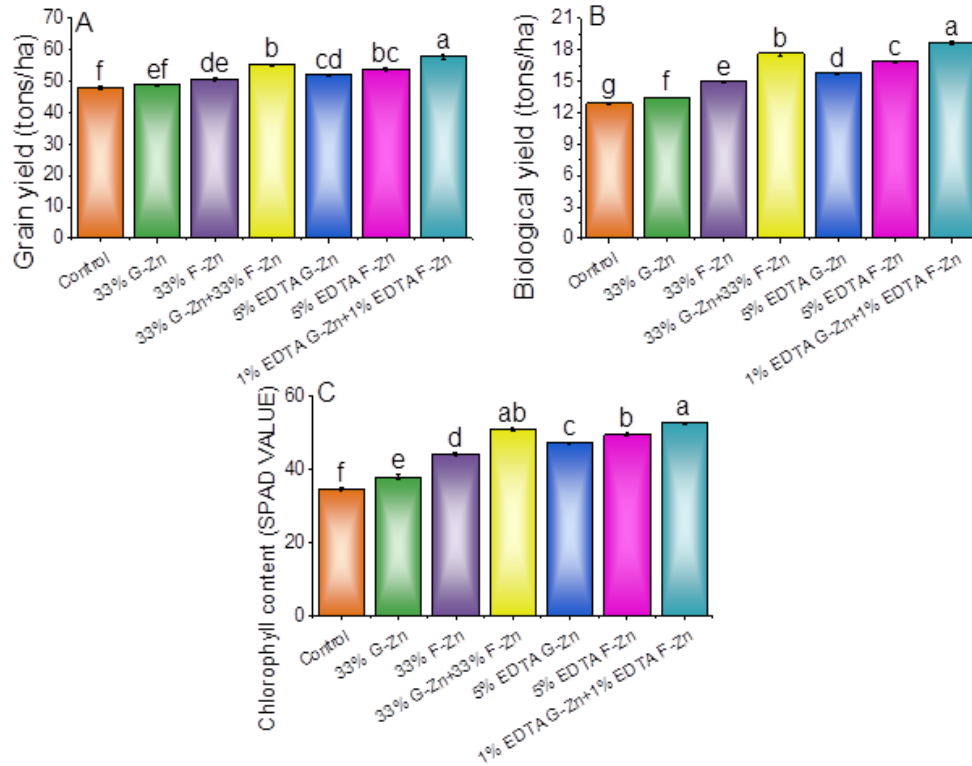 A
Grain yield (tons/ha)
80
70
60
50
40
30
20
10
0
f
ef
de
b
cd
bc
a
Control
33% G-Zn
33% F-Zn
33% G-Zn+33% F-Zn
5% EDTA G-Zn
5% EDTA F-Zn
1% EDTA G-Zn+1% EDTA F-Zn
B
Biological yield (tons/ha)
21
18
15
12
9
6
3
0
g
f
e
b
d
c
a
Control
33% G-Zn
33% F-Zn
33% G-Zn+33% F-Zn
5% EDTA G-Zn
5% EDTA F-Zn
1% EDTA G-Zn+1% EDTA F-Zn
C
Chlorophyll content (SPAD VALUE)
60
40
20
0
f
e
d
ab
c
b
a
Control
33% G-Zn
33% F-Zn
33% G-Zn+33% F-Zn
5% EDTA G-Zn
5% EDTA F-Zn
1% EDTA G-Zn+1% EDTA F-Zn